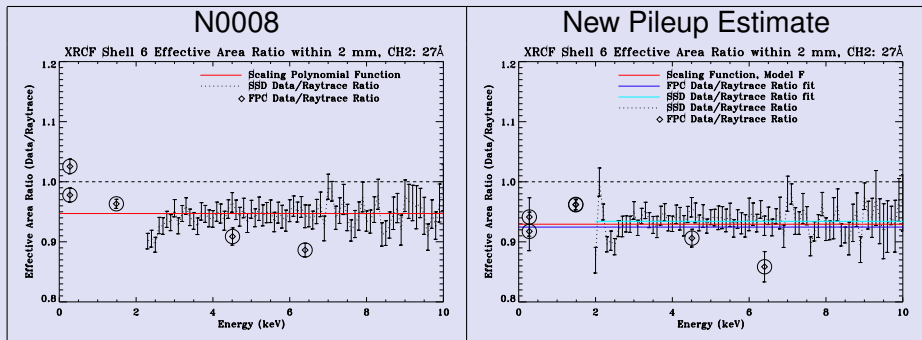 N0008
XRCF Shell 6 Effective Area Ratio within 2 mm, CH2: 27Å
Effective Area Ratio (Data/Raytrace)
1.2
1.1
1.0
0.9
0.8
Scaling Polynomial Function
SSD Data/Raytrace Ratio
FPC Data/Raytrace Ratio
0
2
4
6
8
10
Energy (keV)
New Pileup Estimate
XRCF Shell 6 Effective Area Ratio within 2 mm, CH2: 27Å
Effective Area Ratio (Data/Raytrace)
1.2
1.1
1.0
0.9
0.8
Scaling Function, Model F
FPC Data/Raytrace Ratio fit
SSD Data/Raytrace Ratio fit
SSD Data/Raytrace Ratio
FPC Data/Raytrace Ratio
0
2
4
6
8
10
Energy (keV)